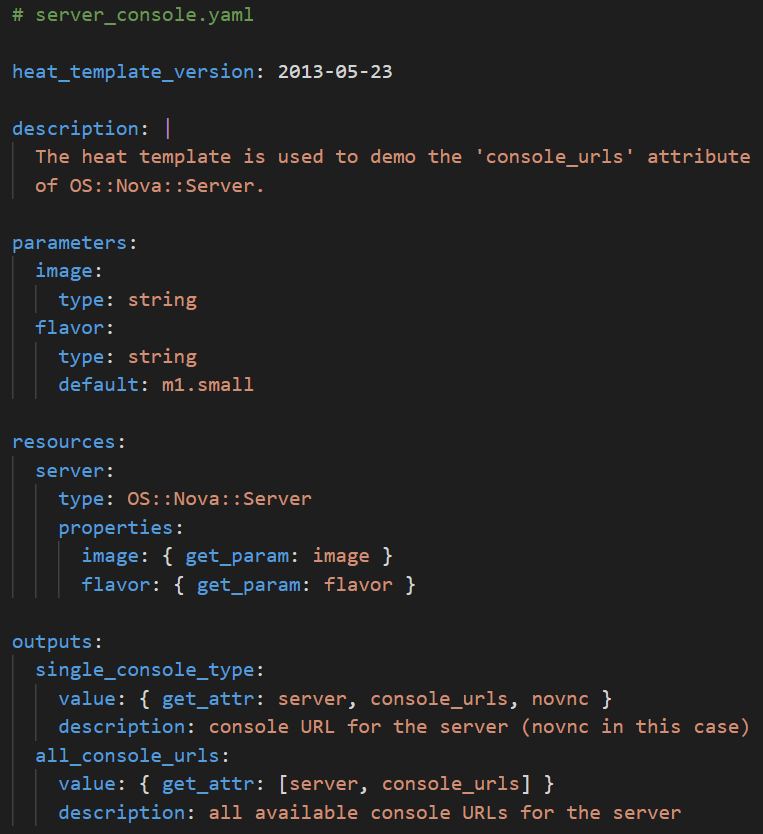 # server_console.yaml
heat_template_version: 2013-05-23
description: |
The heat template is used to demo the 'console_urls' attribute
of OS::Nova::Server.
parameters:
image:
type: string
flavor:
type: string
default: m1.small
resources:
server:
type: OS::Nova::Server
properties:
image: { get_param: image }
flavor: { get_param: flavor }
outputs:
single_console_type:
value: { get_attr: server, console_urls, novnc }
description: console URL for the server (novnc in this case)
all_console_urls:
value: { get_attr: [server, console_urls] }
description: all available console URLs for the server